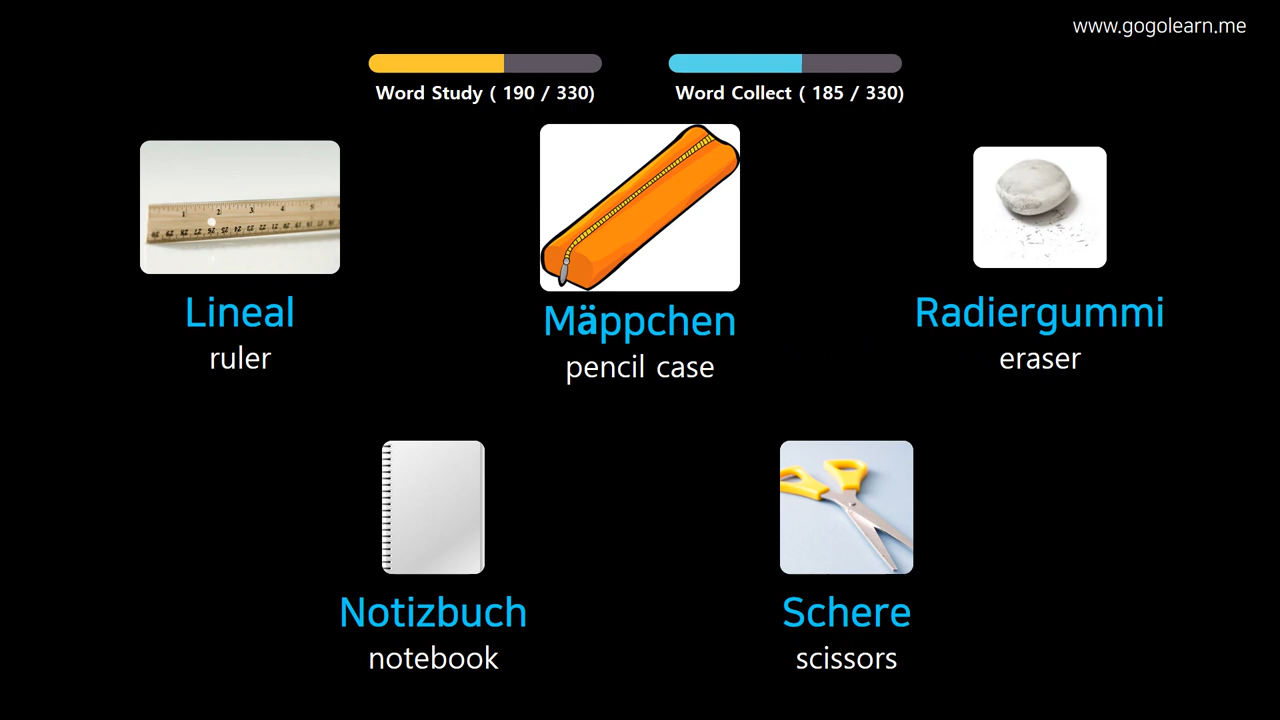 www.gogolearn.me
Word Study ( 190 / 330)
Word Collect ( 185 / 330)
Lineal
ruler
Mäppchen
pencil case
Radiergummi
eraser
Notizbuch
notebook
Schere
scissors